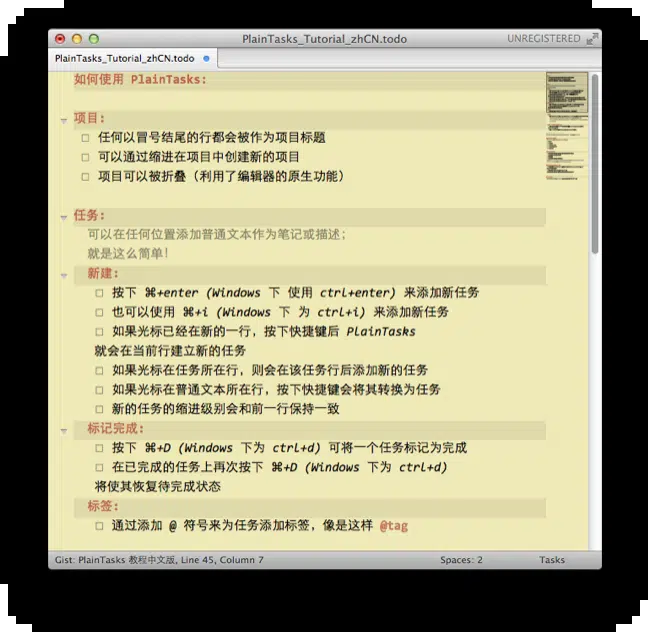 PlainTasks_Tutorial_zhCN.todo
UNREGISTERED
PlainTasks_Tutorial_zhCN.todo
如何使用 PlainTasks:
项目:
☐ 任何以冒号结尾的行都会被作为项目标题
☐ 可以通过缩进在项目中创建新的项目
☐ 项目可以被折叠（利用了编辑器的原生功能）
任务:
可以在任何位置添加普通文本作为笔记或描述；
就是这么简单！
新建:
☐ 按下 ⌘+enter (Windows 下 使用 ctrl+enter) 来添加新任务
☐ 也可以使用 ⌘+i (Windows 下 为 ctrl+i) 来添加新任务
☐ 如果光标已经在新的一行，按下快捷键后 PlainTasks
就会在当前行建立新的任务
☐ 如果光标在任务所在行，则会在该任务行后添加新的任务
☐ 如果光标在普通文本所在行，按下快捷键会将其转换为任务
☐ 新的任务的缩进级别会和前一行保持一致
标记完成:
☐ 按下 ⌘+D (Windows 下为 ctrl+d) 可将一个任务标记为完成
☐ 在已完成的任务上再次按下 ⌘+D (Windows 下为 ctrl+d)
将使其恢复待完成状态
标签:
☐ 通过添加 @ 符号来为任务添加标签，像是这样 @tag
Gist: PlainTasks 教程中文版, Line 45, Column 7
Spaces: 2
Tasks